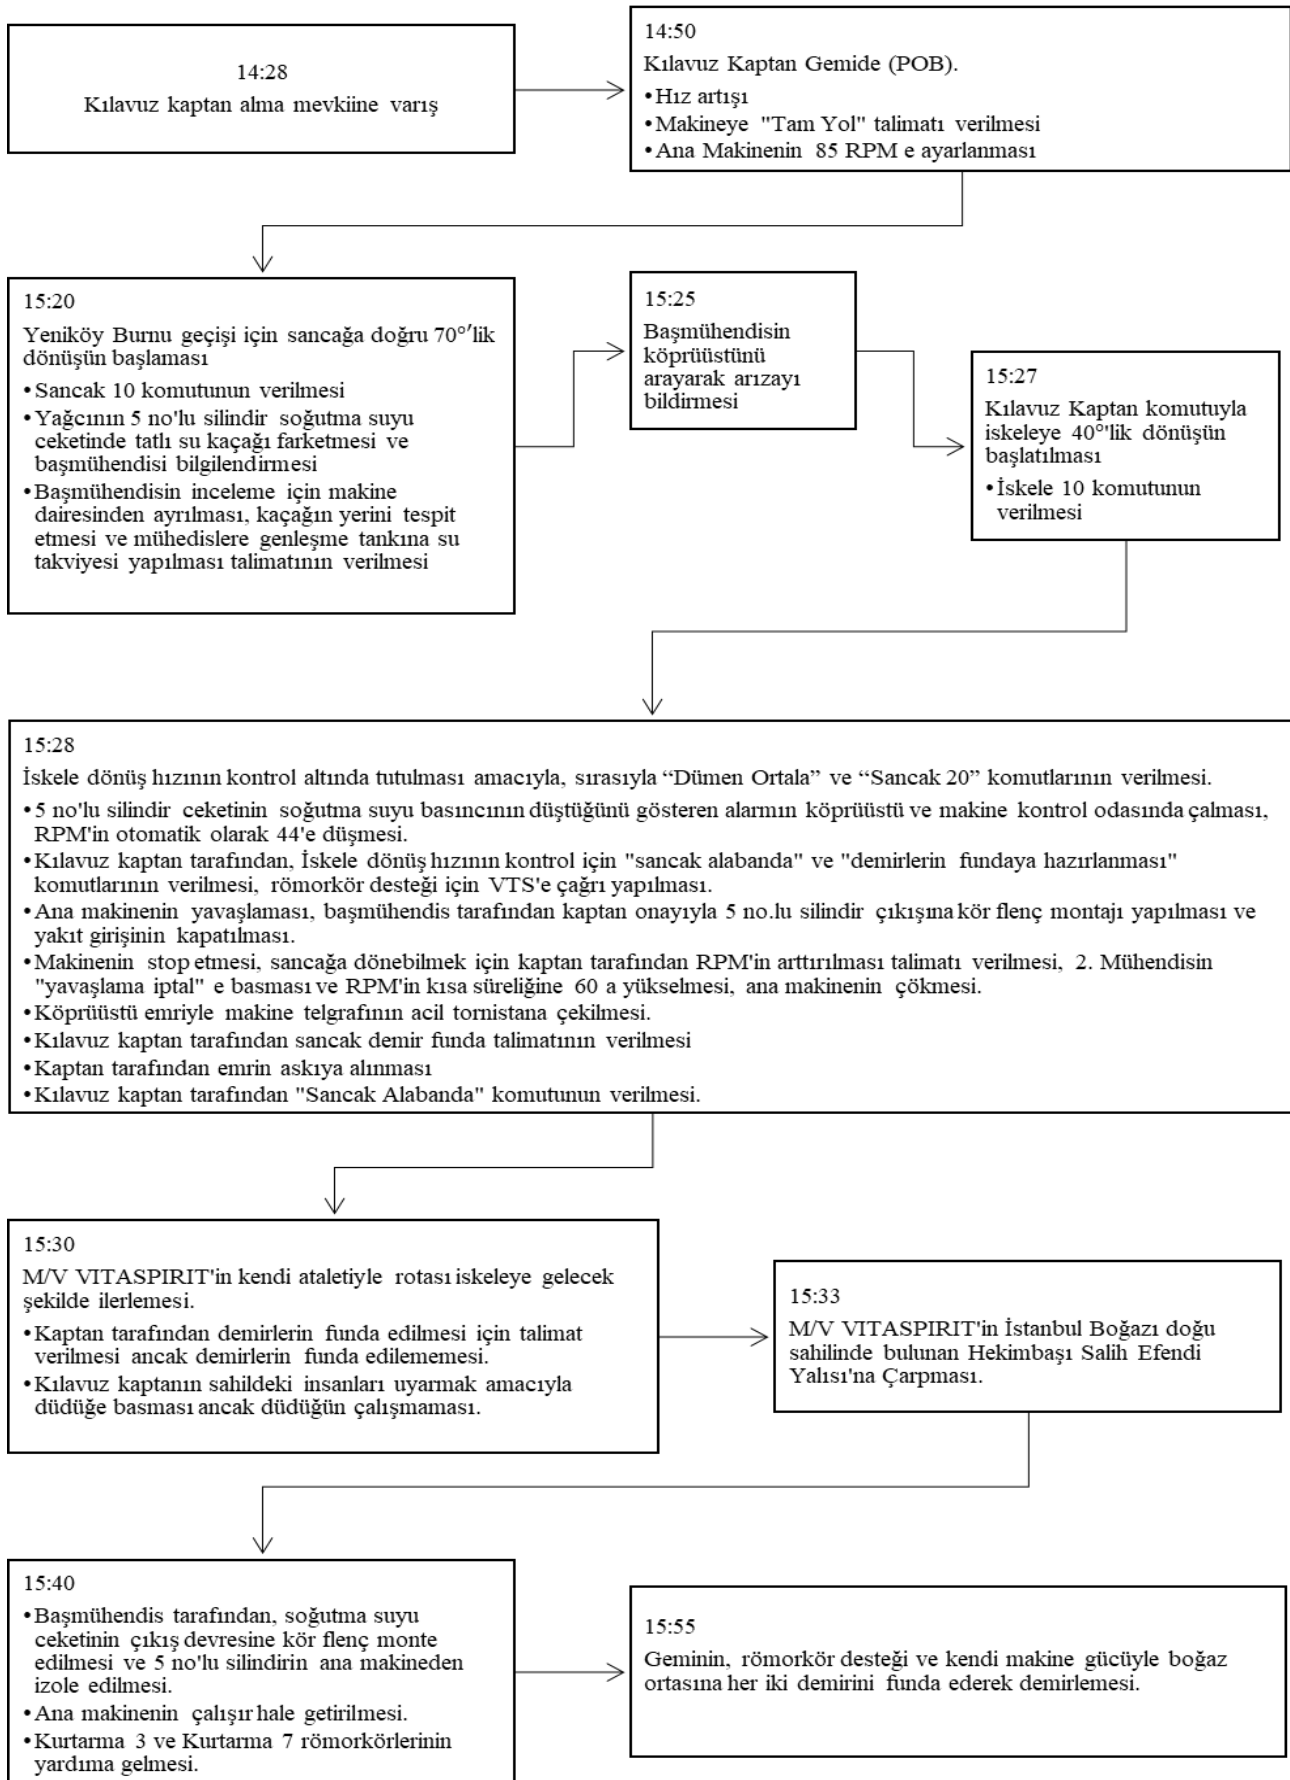 14:28
Kılavuz kaptan alma mevkiine varış
14:50
Kılavuz Kaptan Gemide (POB).
•Hız artışı
•Makineye "Tam Yol" talimatı verilmesi
•Ana Makinenin 85 RPM e ayarlanması
15:20
Yeniköy Burnu geçişi için sancağa doğru 70°'lik
dönüşün başlaması
•Sancak 10 komutunun verilmesi
•Yağcının 5 no'lu silindir soğutma suyu
ceketinde tatlı su kaçağı farketmesi ve
başmühendisi bilgilendirmesi
•Başmühendisin inceleme için makine
dairesinden ayrılması, kaçağın yerini tespit
etmesi ve mühedislere genleşme tankına su
takviyesi yapılması talimatının verilmesi
15:25
Başmühendisin
köprüüstünü
arayarak arızayı
bildirmesi
15:27
Kılavuz Kaptan komutuyla
iskeleye 40°'lik dönüşün
başlatılması
•İskele 10 komutunun
verilmesi
15:28
İskele dönüş hızının kontrol altında tutulması amacıyla, sırasıyla “Dümen Ortala” ve “Sancak 20” komutlarının verilmesi.
•5 no'lu silindir ceketinin soğutma suyu basıncının düştüğünü gösteren alarmın köprüüstü ve makine kontrol odasında çalması,
RPM'in otomatik olarak 44'e düşmesi.
•Kılavuz kaptan tarafından, İskele dönüş hızının kontrol için "sancak alabanda" ve "demirlerin fundaya hazırlanması"
komutlarının verilmesi, römorkör desteği için VTS'e çağrı yapılması.
•Ana makinenin yavaşlaması, başmühendis tarafından kaptan onayıyla 5 no.lu silindir çıkışına kör flenç montajı yapılması ve
yakıt girişinin kapatılması.
•Makinenin stop etmesi, sancağa dönebilmek için kaptan tarafından RPM'in arttırılması talimatı verilmesi, 2. Mühendisin
"yavaşlama iptal" e basması ve RPM'in kısa süreliğine 60 a yükselmesi, ana makinenin çökmesi.
•Köprüüstü emriyle makine telgrafının acil tornistana çekilmesi.
•Kılavuz kaptan tarafından sancak demir funda talimatının verilmesi
•Kaptan tarafından emrin askıya alınması
•Kılavuz kaptan tarafından "Sancak Alabanda" komutunun verilmesi.
15:30
M/V VITASPIRIT'in kendi ataletiyle rotası iskeleye gelecek
şekilde ilerlemesi.
•Kaptan tarafından demirlerin funda edilmesi için talimat
verilmesi ancak demirlerin funda edilememesi.
•Kılavuz kaptanın sahildeki insanları uyarmak amacıyla
düdüğe basması ancak düdüğün çalışmaması.
15:33
M/V VITASPIRIT'in İstanbul Boğazı doğu
sahilinde bulunan Hekimbaşı Salih Efendi
Yalısı'na Çarpması.
15:40
•Başmühendis tarafından, soğutma suyu
ceketinin çıkış devresine kör flenç monte
edilmesi ve 5 no'lu silindirin ana makineden
izole edilmesi.
•Ana makinenin çalışır hale getirilmesi.
•Kurtarma 3 ve Kurtarma 7 römorkörlerinin
yardıma gelmesi.
15:55
Geminin, römorkör desteği ve kendi makine gücüyle boğaz
ortasına her iki demirini funda ederek demirlemesi.